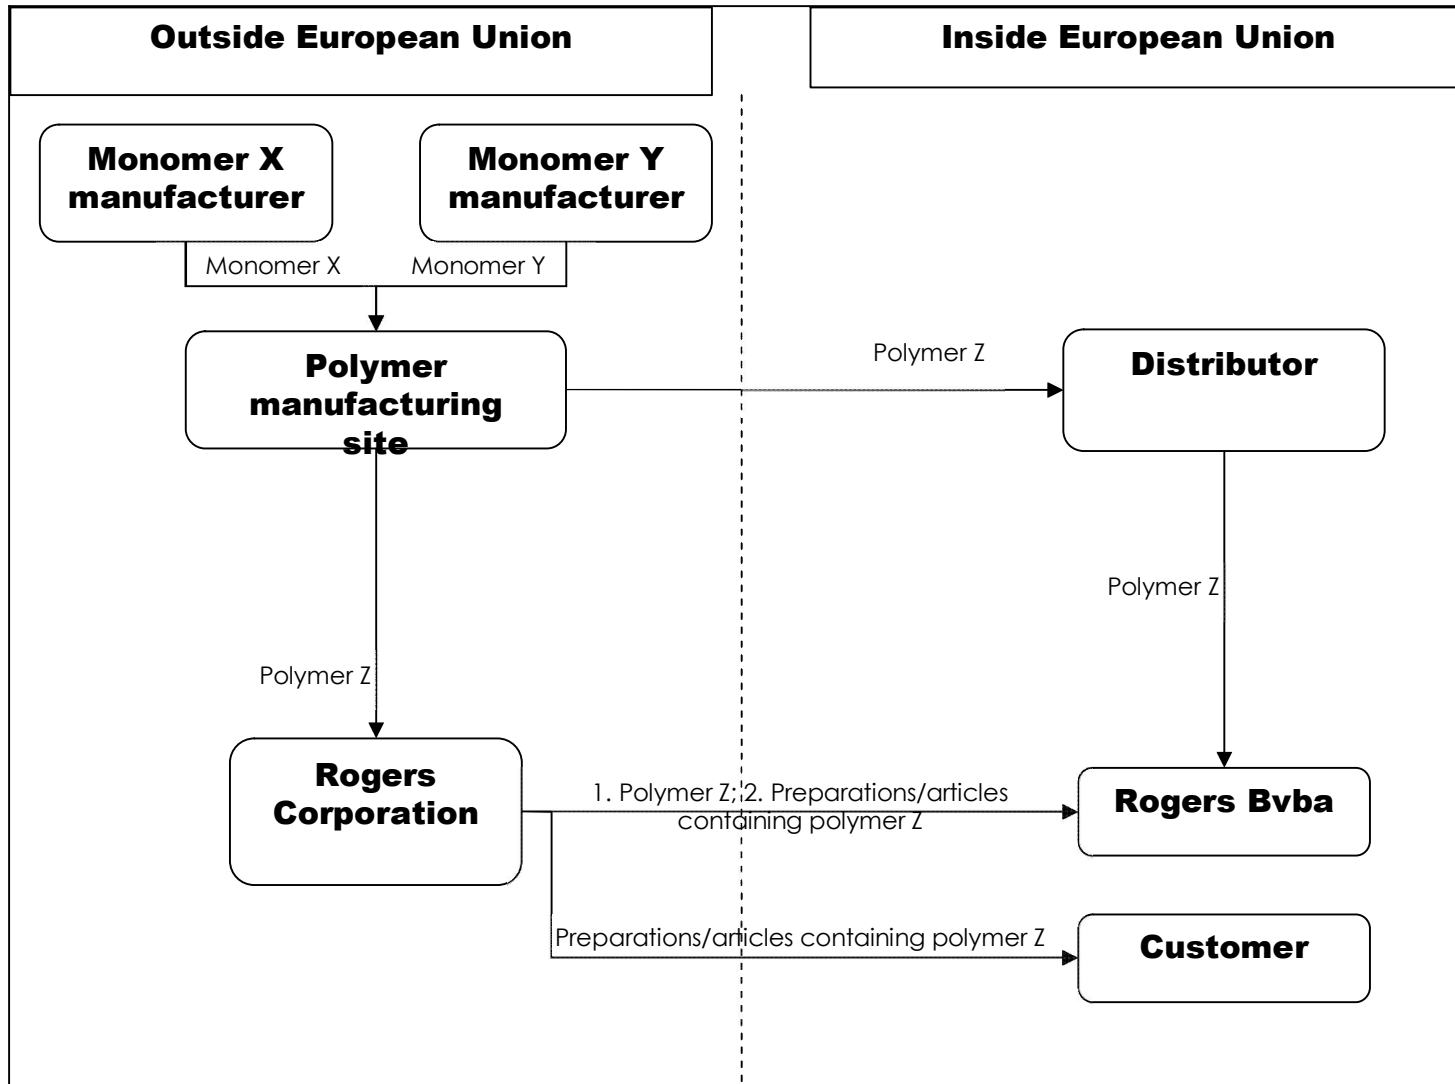 Outside European Union
Inside European Union
Monomer X
manufacturer
Monomer Y
manufacturer
Monomer X
Monomer Y
Polymer
manufacturing
site
Polymer Z
Distributor
Polymer Z
Polymer Z
Rogers
Corporation
1. Polymer Z; 2. Preparations/articles
containing polymer Z
Rogers Bvba
Preparations/articles containing polymer Z
Customer